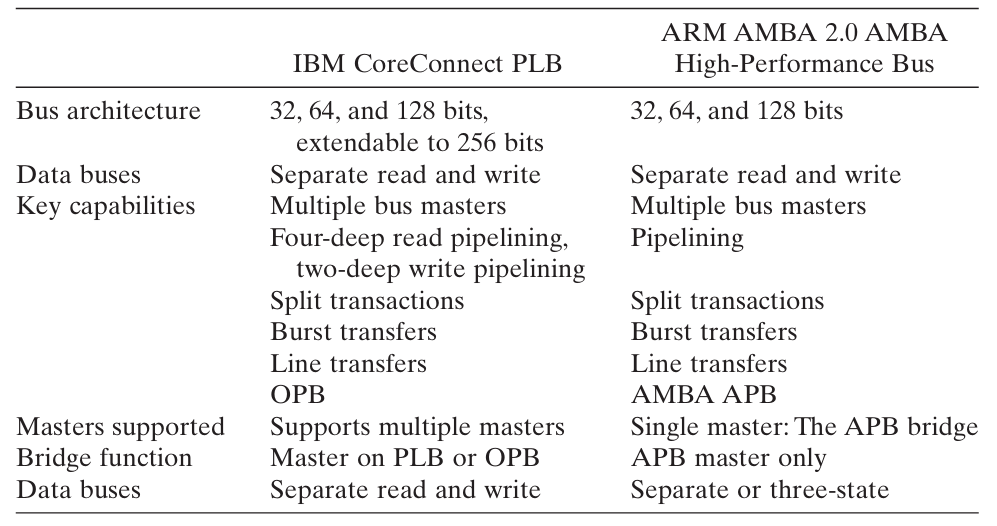 ARM AMBA 2.0 AMBA
IBM CoreConnect PLB High-Performance Bus
Bus architecture 32, 64, and 128 bits, 32, 64, and 128 bits
extendable to 256 bits
Data buses Separate read and write Separate read and write
Key capabilities Multiple bus masters Multiple bus masters
Four-deep read pipelining, Pipelining
two-deep write pipelining
Split transactions Split transactions
Burst transfers Burst transfers
Line transfers Line transfers
OPB AMBA APB
Masters supported Supports multiple masters Single master: The APB bridge
Bridge function Master on PLB or OPB APB master only
Data buses Separate read and write Separate or three-state